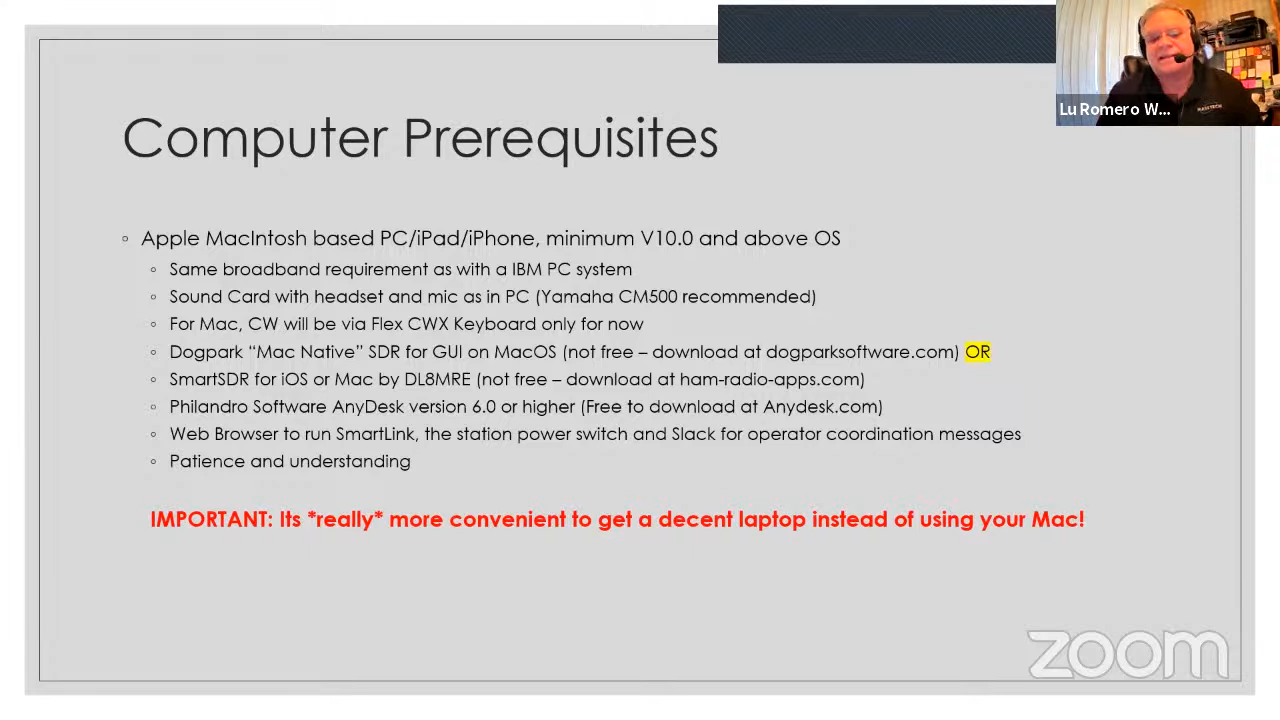 Lu Romero W...
Computer Prerequisites
◦ Apple MacIntosh based PC/iPad/iPhone, minimum V10.0 and above OS
◦ Same broadband requirement as with a IBM PC system
◦ Sound Card with headset and mic as in PC (Yamaha CM500 recommended)
◦ For Mac, CW will be via Flex CWX Keyboard only for now
◦ Dogpark “Mac Native” SDR for GUI on MacOS (not free – download at dogparksoftware.com) OR
◦ SmartSDR for iOS or Mac by DL8MRE (not free – download at ham-radio-apps.com)
◦ Philandro Software AnyDesk version 6.0 or higher (Free to download at Anydesk.com)
◦ Web Browser to run SmartLink, the station power switch and Slack for operator coordination messages
◦ Patience and understanding
IMPORTANT: Its *really* more convenient to get a decent laptop instead of using your Mac!
zoom